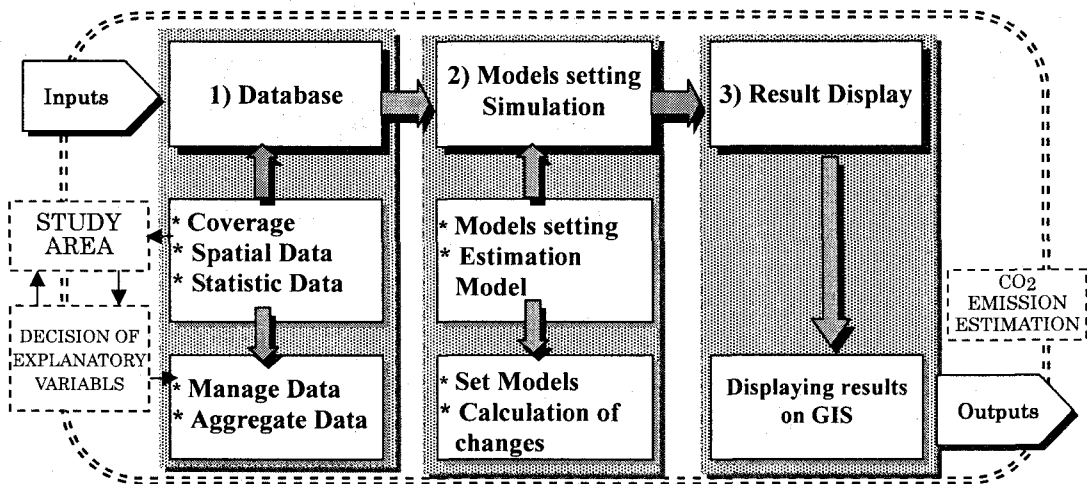 Inputs
1) Database
2) Models setting
Simulation
3) Result Display
STUDY
AREA
* Coverage
* Spatial Data
* Statistic Data
* Models setting
* Estimation
Model
CO2
EMISSION
ESTIMATION
DECISION OF
EXPLANATORY
VARIABLS
* Manage Data
* Aggregate Data
* Set Models
* Calculation of
changes
Displaying results
on GIS
Outputs